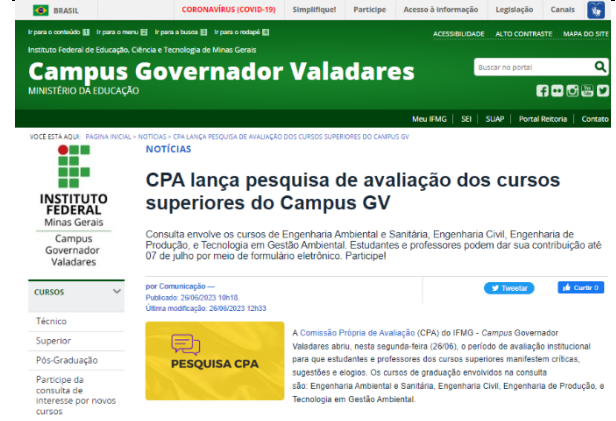 BRASIL CORONAVÍRUS (COVID-19) Simplifique! Participe Acesso à informação Legislação Canais
Ir para o conteúdo 1 Ir para o menu 2 Ir para a busca 3 Ir para o rodapé 4 ACESSIBILIDADE ALTO CONTRASTE MAPA DO SITE
Instituto Federal de Educação, Ciência e Tecnologia de Minas Gerais
Campus Governador Valadares
Buscar no portal
MINISTÉRIO DA EDUCAÇÃO
Meu IFMG | SEI | SUAP | Portal Reitoria | Contato
VOCÊ ESTÁ AQUI: PÁGINA INICIAL > NOTÍCIAS > CPA LANÇA PESQUISA DE AVALIAÇÃO DOS CURSOS SUPERIORES DO CAMPUS GV
INSTITUTO
FEDERAL
Minas Gerais
Campus
Governador
Valadares
CURSOS
Técnico
Superior
Pós-Graduação
Participe da
consulta de
interesse por novos
cursos
NOTÍCIAS
CPA lança pesquisa de avaliação dos cursos
superiores do Campus GV
Consulta envolve os cursos de Engenharia Ambiental e Sanitária, Engenharia Civil, Engenharia de
Produção, e Tecnologia em Gestão Ambiental. Estudantes e professores podem dar sua contribuição até
07 de julho por meio de formulário eletrônico. Participe!
por Comunicação —
Publicado: 26/06/2023 10h18,
Última modificação: 26/06/2023 12h33
Tweetar
Curtir 0
PESQUISA CPA
A Comissão Própria de Avaliação (CPA) do IFMG - Campus Governador
Valadares abriu, nesta segunda-feira (26/06), o período de avaliação institucional
para que estudantes e professores dos cursos superiores manifestem críticas,
sugestões e elogios. Os cursos de graduação envolvidos na consulta
são: Engenharia Ambiental e Sanitária, Engenharia Civil, Engenharia de Produção, e
Tecnologia em Gestão Ambiental.